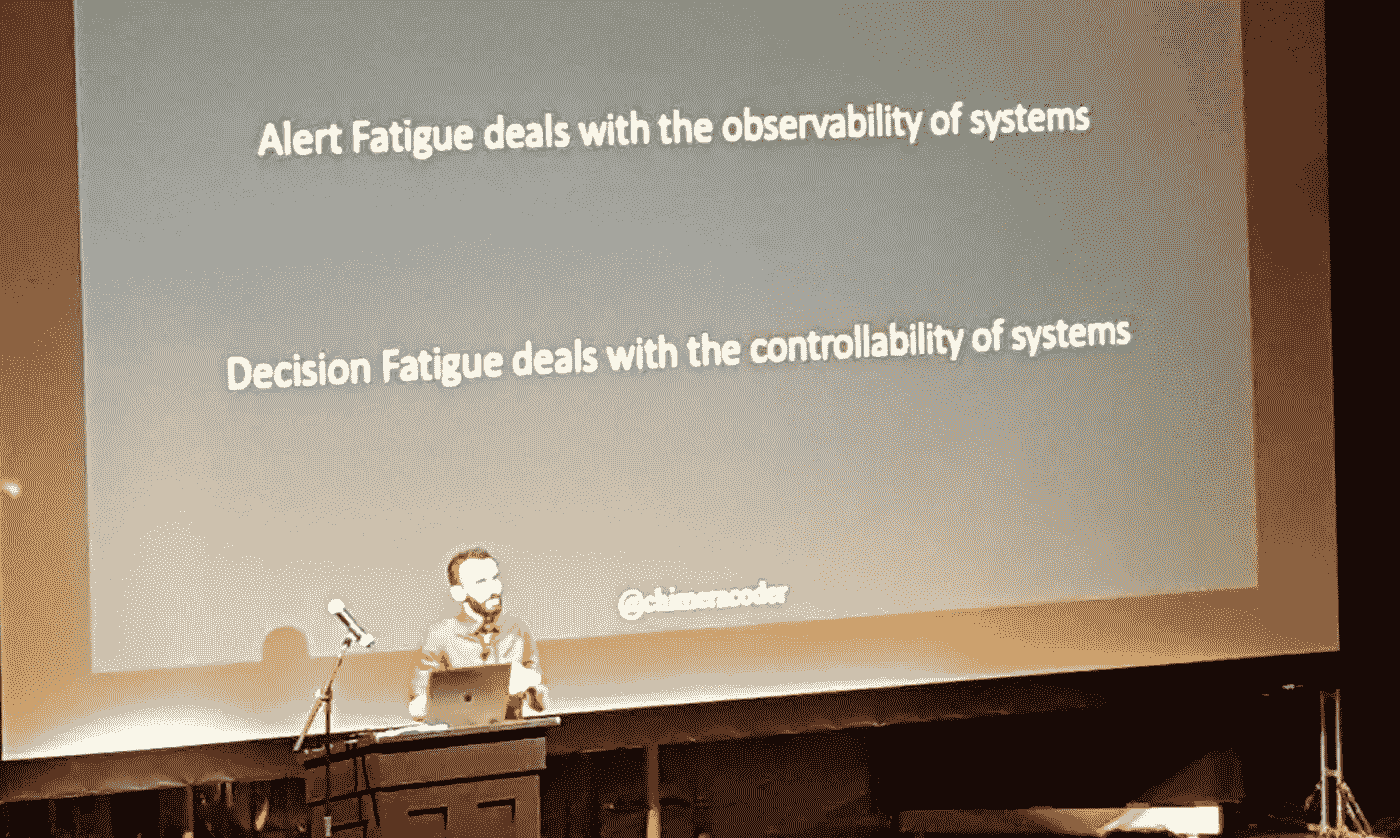 Alert Fatigue deals with the observability of systems
Decision Fatigue deals with the controllability of systems
@chimeracoder